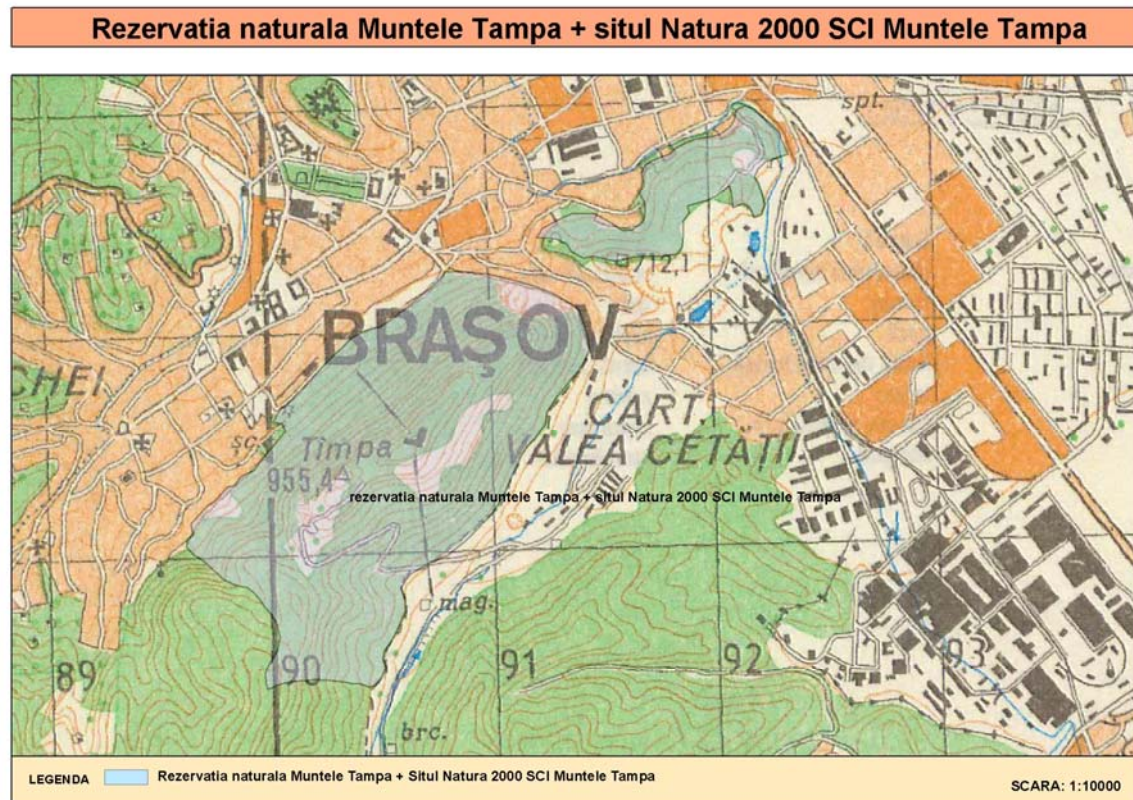 Rezervatia naturala Muntele Tampa + situl Natura 2000 SCI Muntele Tampa
spt.
712,1
BRAȘOV
CHEI
CART.
șc.
Tîmpa
VALEA CETĂȚII
955,4
rezervatia naturala Muntele Tampa + situl Natura 2000 SCI Muntele Tampa
mag.
89
90
91
92
93
brc.
LEGENDA
Rezervatia naturala Muntele Tampa + Situl Natura 2000 SCI Muntele Tampa
SCARA: 1:10000